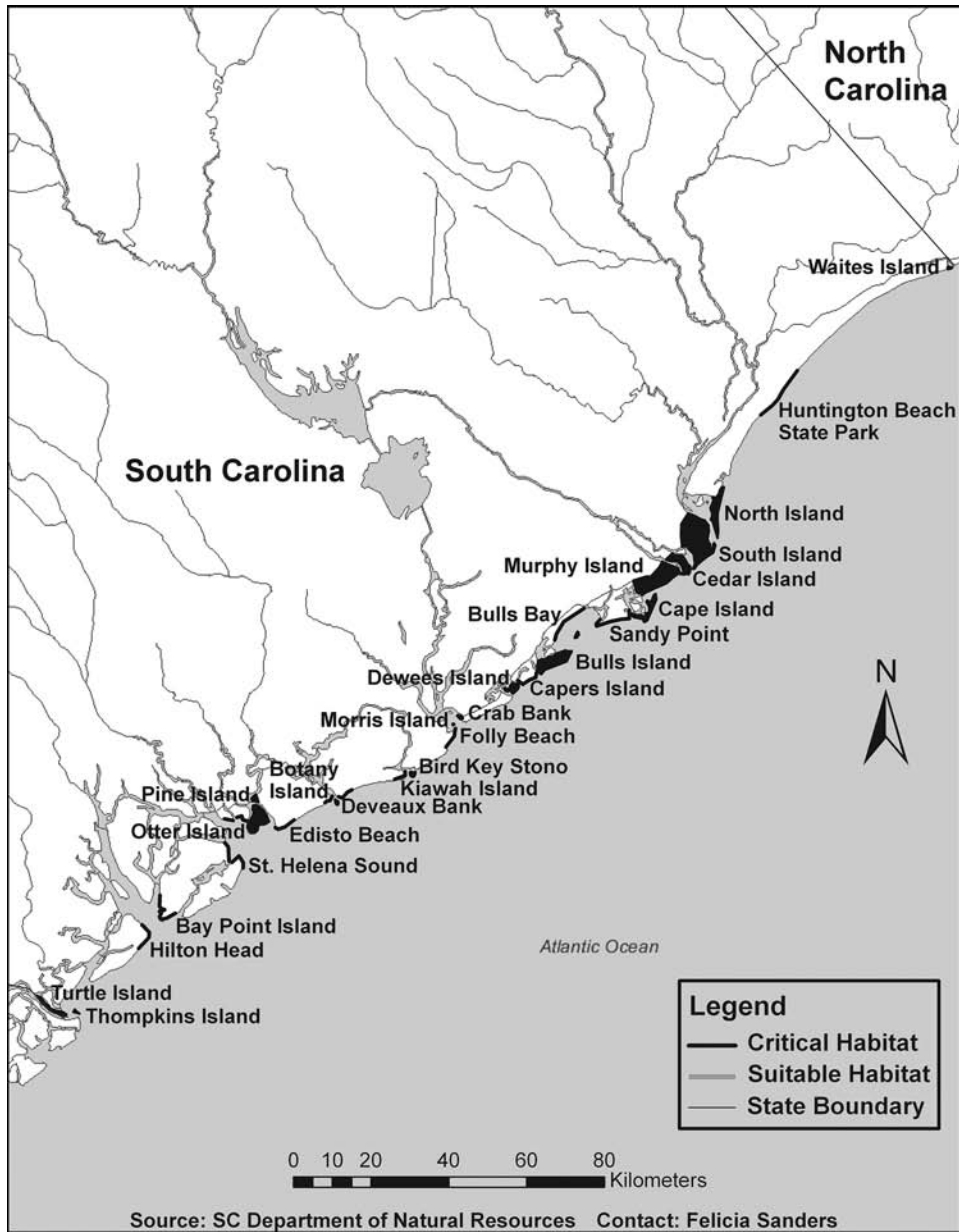 North
Carolina
Waites Island
Huntington Beach
State Park
South Carolina
North Island
South Island
Murphy Island
Cedar Island
Cape Island
Bulls Bay
Sandy Point
Bulls Island
Dewees Island
Capers Island
Crab Bank
Morris Island
Folly Beach
N
Bird Key Stono
Kiawah Island
Botany
Island
Pine Island
Deveaux Bank
Otter Island
Edisto Beach
St. Helena Sound
Bay Point Island
Hilton Head
Atlantic Ocean
Turtle Island
Thompkins Island
Legend
Critical Habitat
Suitable Habitat
State Boundary
0 10 20 40 60 80
Kilometers
Source: SC Department of Natural Resources Contact: Felicia Sanders